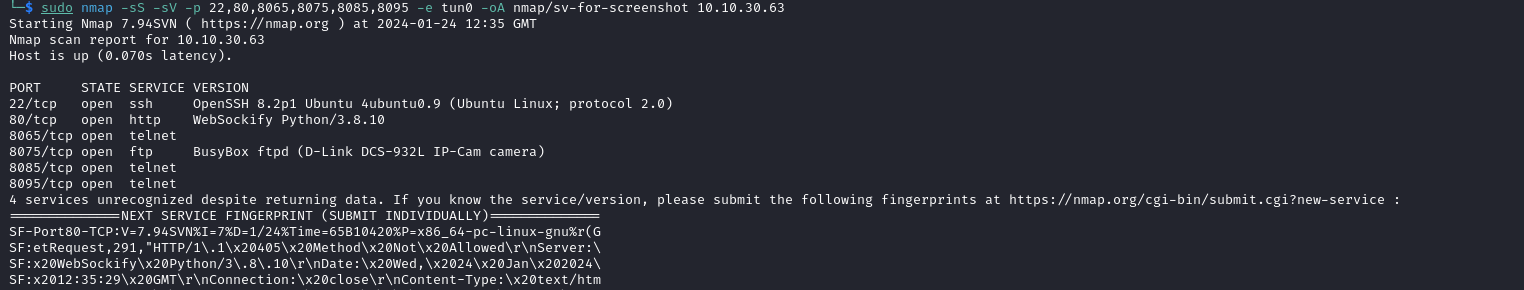 └─$ sudo nmap -sS -sV -p 22,80,8065,8075,8085,8095 -e tun0 -oA nmap/sv-for-screenshot 10.10.30.63
Starting Nmap 7.94SVN ( https://nmap.org ) at 2024-01-24 12:35 GMT
Nmap scan report for 10.10.30.63
Host is up (0.070s latency).
PORT     STATE SERVICE VERSION
22/tcp   open  ssh     OpenSSH 8.2p1 Ubuntu 4ubuntu0.9 (Ubuntu Linux; protocol 2.0)
80/tcp   open  http    WebSockify Python/3.8.10
8065/tcp open  telnet
8075/tcp open  ftp     BusyBox ftpd (D-Link DCS-932L IP-Cam camera)
8085/tcp open  telnet
8095/tcp open  telnet
4 services unrecognized despite returning data. If you know the service/version, please submit the following fingerprints at https://nmap.org/cgi-bin/submit.cgi?new-service :
==============NEXT SERVICE FINGERPRINT (SUBMIT INDIVIDUALLY)==============
SF-Port80-TCP:V=7.94SVN%I=7%D=1/24%Time=65B10420%P=x86_64-pc-linux-gnu%r(G
SF:etRequest,291,"HTTP/1\.1\x20405\x20Method\x20Not\x20Allowed\r\nServer:\
SF:x20WebSockify\x20Python/3\.8\.10\r\nDate:\x20Wed,\x2024\x20Jan\x202024\
SF:x2012:35:29\x20GMT\r\nConnection:\x20close\r\nContent-Type:\x20text/htm